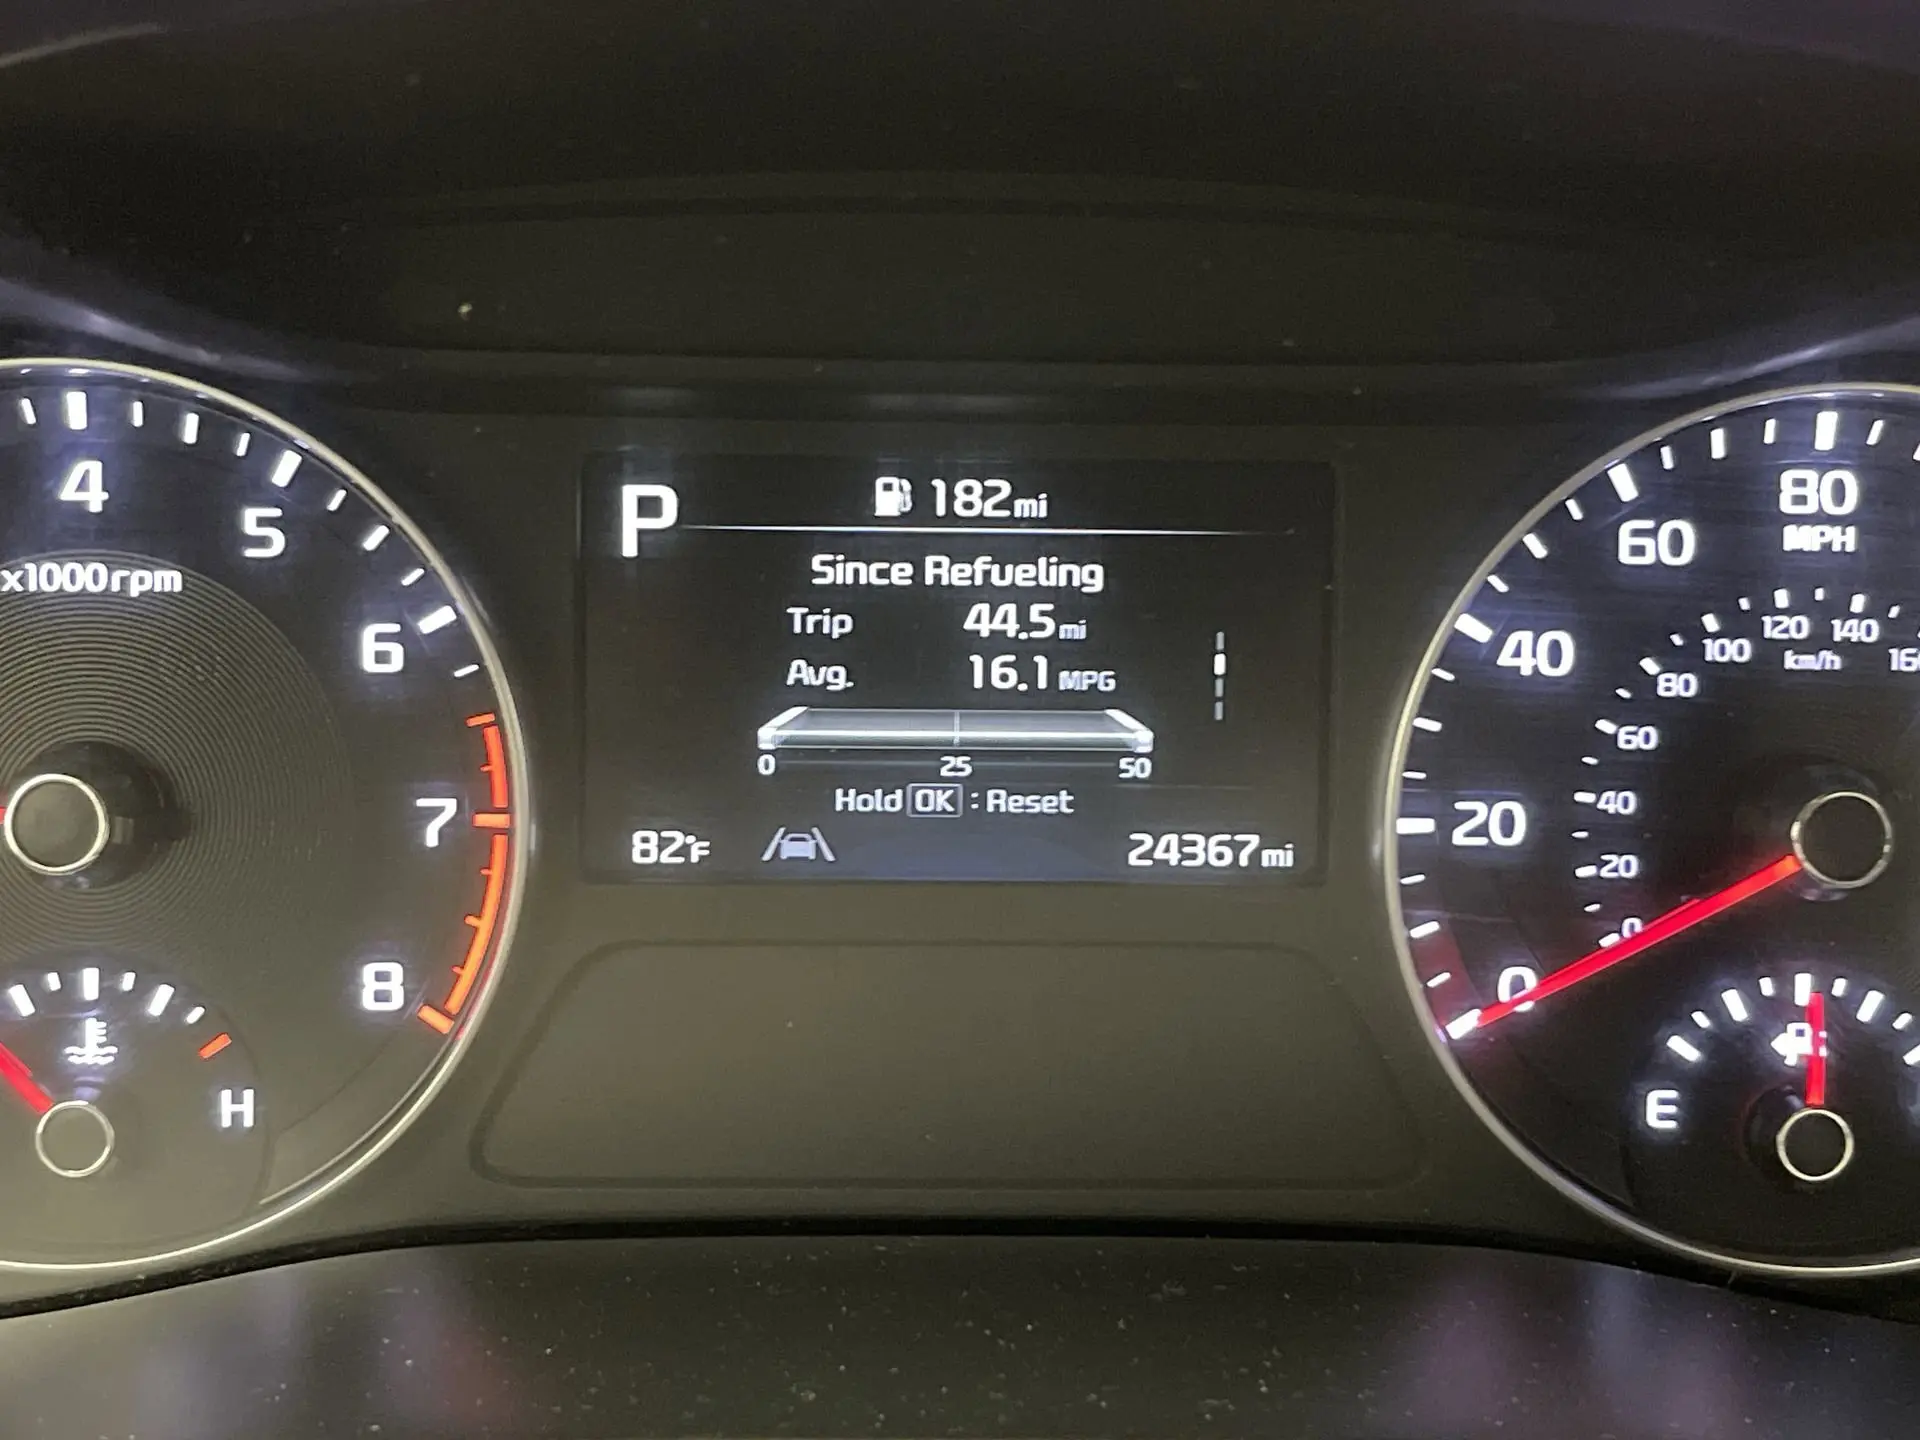 4
5
x1000rpm
6
7
8
H
P
182mi
Since Refueling
Trip 44.5mi
Avg. 16.1 MPG
0 25 50
Hold OK : Reset
82°F
24367mi
80
MPH
60
40
20
0
120 140
100
km/h
160
80
60
40
20
0
E